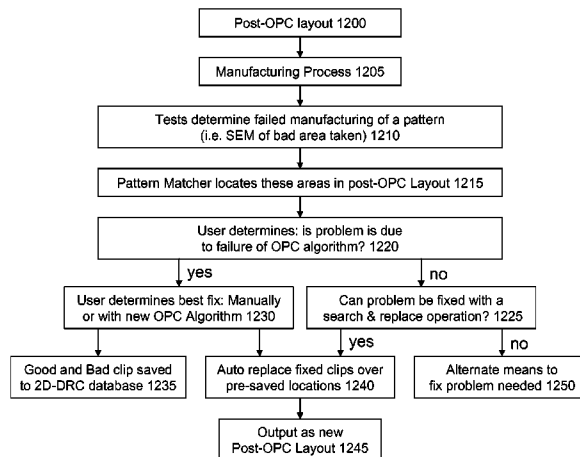 Post-OPC layout 1200
Manufacturing Process 1205
Tests determine failed manufacturing of a pattern
(i.e. SEM of bad area taken) 1210
Pattern Matcher locates these areas in post-OPC Layout 1215
User determines: is problem is due
to failure of OPC algorithm? 1220
yes
no
User determines best fix: Manually
or with new OPC Algorithm 1230
Can problem be fixed with a
search & replace operation? 1225
yes
no
Good and Bad clip saved
to 2D-DRC database 1235
Auto replace fixed clips over
pre-saved locations 1240
Alternate means to
fix problem needed 1250
Output as new
Post-OPC Layout 1245